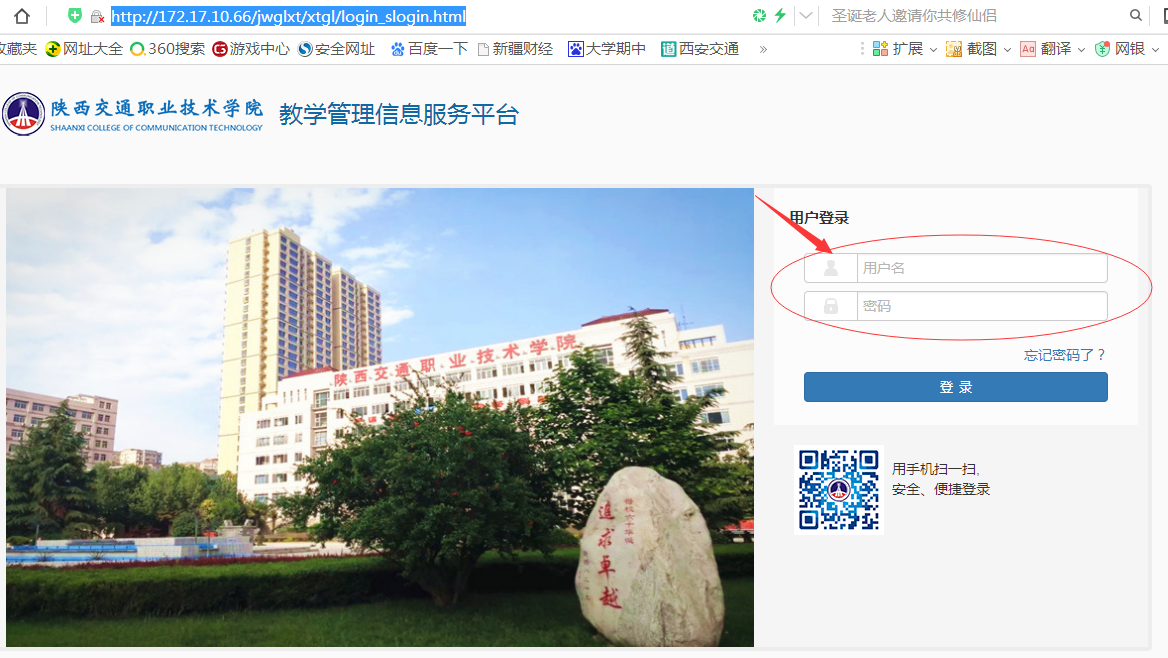 http://172.17.10.66/jwglxt/xtgl/login_slogin.html
圣诞老人邀请你共修仙侣
收藏夹 网址大全 360搜索 游戏中心 安全网址 百度一下 新疆财经 大学期中 西安交通 » 扩展 截图 Aa 翻译 网银
陕西交通职业技术学院
SHAANXI COLLEGE OF COMMUNICATION TECHNOLOGY
教学管理信息服务平台
用户登录
用户名
密码
忘记密码了？
登 录
用手机扫一扫,
安全、便捷登录
陕西交通职业技术学院
追求卓越